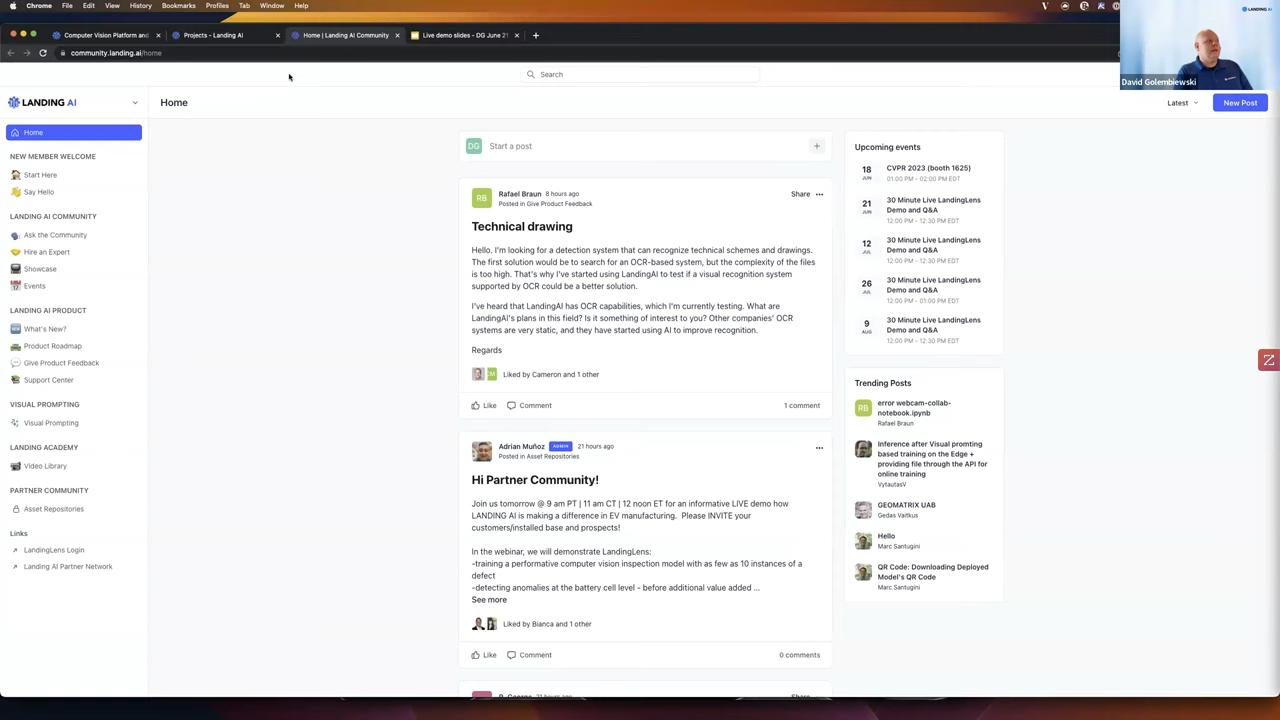 Chrome File Edit View History Bookmarks Profiles Tab Window Help
LANDING AI
Computer Vision Platform and
Projects - Landing AI
Home | Landing AI Community
Live demo slides - DG June 21
community.landing.ai/home
David Golembiewski
Search
LANDING AI
Home
Latest
New Post
Home
NEW MEMBER WELCOME
Start Here
Say Hello
LANDING AI COMMUNITY
Ask the Community
Hire an Expert
Showcase
Events
LANDING AI PRODUCT
What's New?
Product Roadmap
Give Product Feedback
Support Center
VISUAL PROMPTING
Visual Prompting
LANDING ACADEMY
Video Library
PARTNER COMMUNITY
Asset Repositories
Links
LandingLens Login
Landing AI Partner Network
DG Start a post
RB Rafael Braun 8 hours ago
Posted in Give Product Feedback
Share
Technical drawing
Hello. I'm looking for a detection system that can recognize technical schemes and drawings.
The first solution would be to search for an OCR-based system, but the complexity of the files
is too high. That's why I've started using LandingAI to test if a visual recognition system
supported by OCR could be a better solution.
I've heard that LandingAI has OCR capabilities, which I'm currently testing. What are
LandingAI's plans in this field? Is it something of interest to you? Other companies' OCR
systems are very static, and they have started using AI to improve recognition.
Regards
Liked by Cameron and 1 other
Like Comment 1 comment
Adrian Muñoz ADMIN 21 hours ago
Posted in Asset Repositories
Hi Partner Community!
Join us tomorrow @ 9 am PT | 11 am CT | 12 noon ET for an informative LIVE demo how
LANDING AI is making a difference in EV manufacturing. Please INVITE your
customers/installed base and prospects!
In the webinar, we will demonstrate LandingLens:
-training a performative computer vision inspection model with as few as 10 instances of a
defect
-detecting anomalies at the battery cell level - before additional value added ...
See more
Liked by Bianca and 1 other
Like Comment 0 comments
Upcoming events
18 JUN
CVPR 2023 (booth 1625)
01:00 PM - 02:00 PM EDT
21 JUN
30 Minute Live LandingLens
Demo and Q&A
12:00 PM - 12:30 PM EDT
12 JUL
30 Minute Live LandingLens
Demo and Q&A
12:00 PM - 12:30 PM EDT
26 JUL
30 Minute Live LandingLens
Demo and Q&A
12:00 PM - 01:00 PM EDT
9 AUG
30 Minute Live LandingLens
Demo and Q&A
12:00 PM - 12:30 PM EDT
Trending Posts
RB
error webcam-collab-
notebook.ipynb
Rafael Braun
Inference after Visual promting
based training on the Edge +
providing file through the API for
online training
VytautasV
GEOMATRIX UAB
Gedas Vaitkus
Hello
Marc Santugini
QR Code: Downloading Deployed
Model's QR Code
Marc Santugini